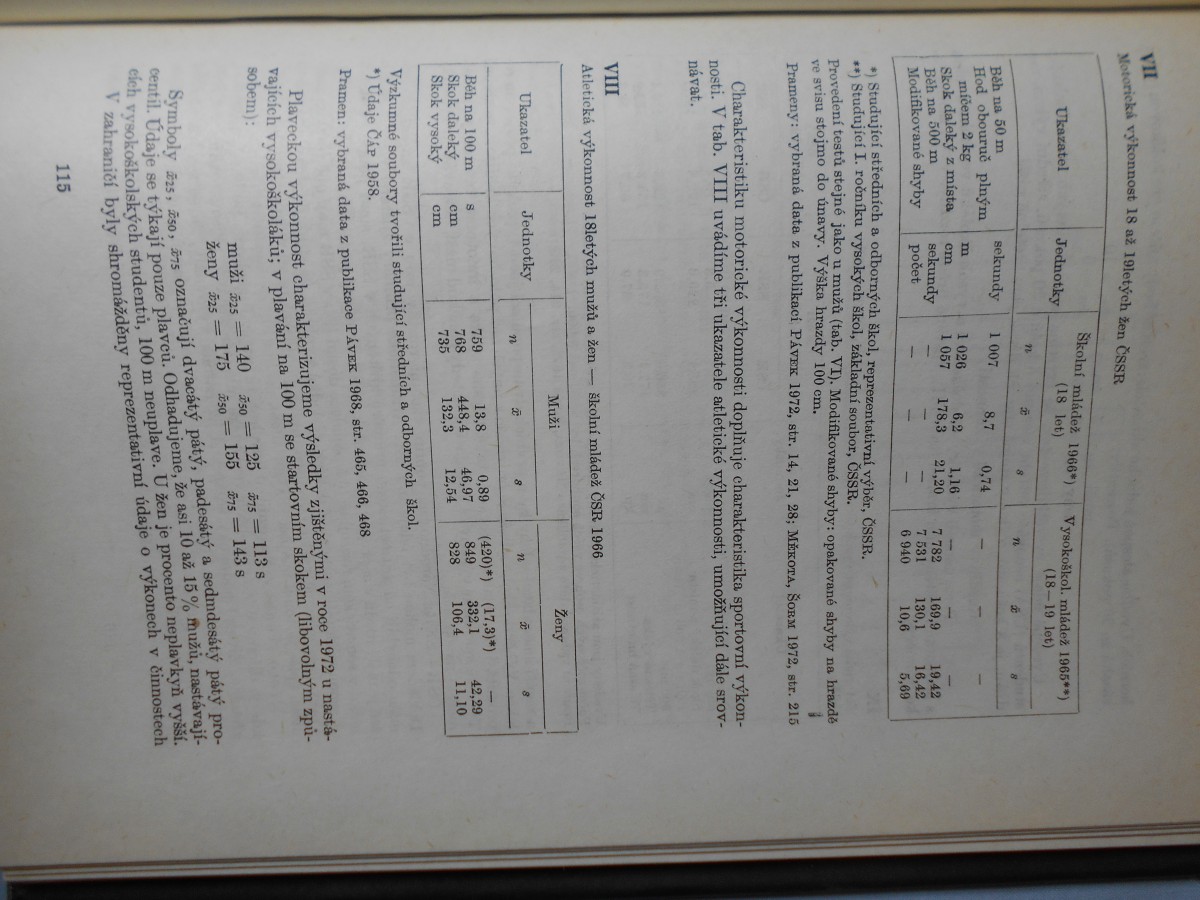 VII
Motorická výkonnost 18 až 19letých žen ČSSR
Ukazatel Jednotky Školní mládež 1966*) (18 let) Vysokoškol. mládež 1965**) (18—19 let)
n x̄ s n x̄ s
Běh na 50 m sekundy 1 007 8,7 0,74 — — —
Hod obouruč plným
míčem 2 kg m 1 026 6,2 1,16 — — —
Skok daleký z místa cm 1 057 178,3 21,20 7 782 169,9 19,42
Běh na 500 m sekundy — — — 7 531 130,1 16,42
Modifikované shyby počet — — — 6 940 10,6 5,69
*) Studující středních a odborných škol, reprezentativní výběr, ČSSR.
**) Studující I. ročníku vysokých škol, základní soubor, ČSSR.
Provedení testů stejné jako u mužů (tab. VI). Modifikované shyby: opakované shyby na hrazdě
ve svisu stojmo do únavy. Výška hrazdy 100 cm.
Prameny: vybraná data z publikací PÁVEK 1972, str. 14, 21, 28; MĚKOTA, ŠORM 1972, str. 215
Charakteristiku motorické výkonnosti doplňuje charakteristika sportovní výkon-
nosti. V tab. VIII uvádíme tři ukazatele atletické výkonnosti, umožňující dále srov-
návat.
VIII
Atletická výkonnost 18letých mužů a žen — školní mládež ČSR 1966
Ukazatel Jednotky Muži Ženy
n x̄ s n x̄ s
Běh na 100 m s 759 13,8 0,89 (420)*) (17,3)*) —
Skok daleký cm 768 448,4 46,97 849 332,1 42,29
Skok vysoký cm 735 132,3 12,54 828 106,4 11,10
Výzkumné soubory tvořili studující středních a odborných škol.
*) Údaje ČÁP 1958.
Pramen: vybraná data z publikace PÁVEK 1968, str. 465, 466, 468
Plaveckou výkonnost charakterizujeme výsledky zjištěnými v roce 1972 u nastá-
vajících vysokoškoláků; v plavání na 100 m se startovním skokem (libovolným způ-
sobem):
muži x̄25 = 140 x̄50 = 125 x̄75 = 113 s
ženy x̄25 = 175 x̄50 = 155 x̄75 = 143 s
Symboly x̄25, x̄50, x̄75 označují dvacátý pátý, padesátý a sedmdesátý pátý pro-
centil. Údaje se týkají pouze plavců. Odhadujeme, že asi 10 až 15 % mužů, nastávají-
cích vysokoškolských studentů, 100 m neuplave. U žen je procento neplavkyň vyšší.
V zahraničí byly shromážděny reprezentativní údaje o výkonech v činnostech
115